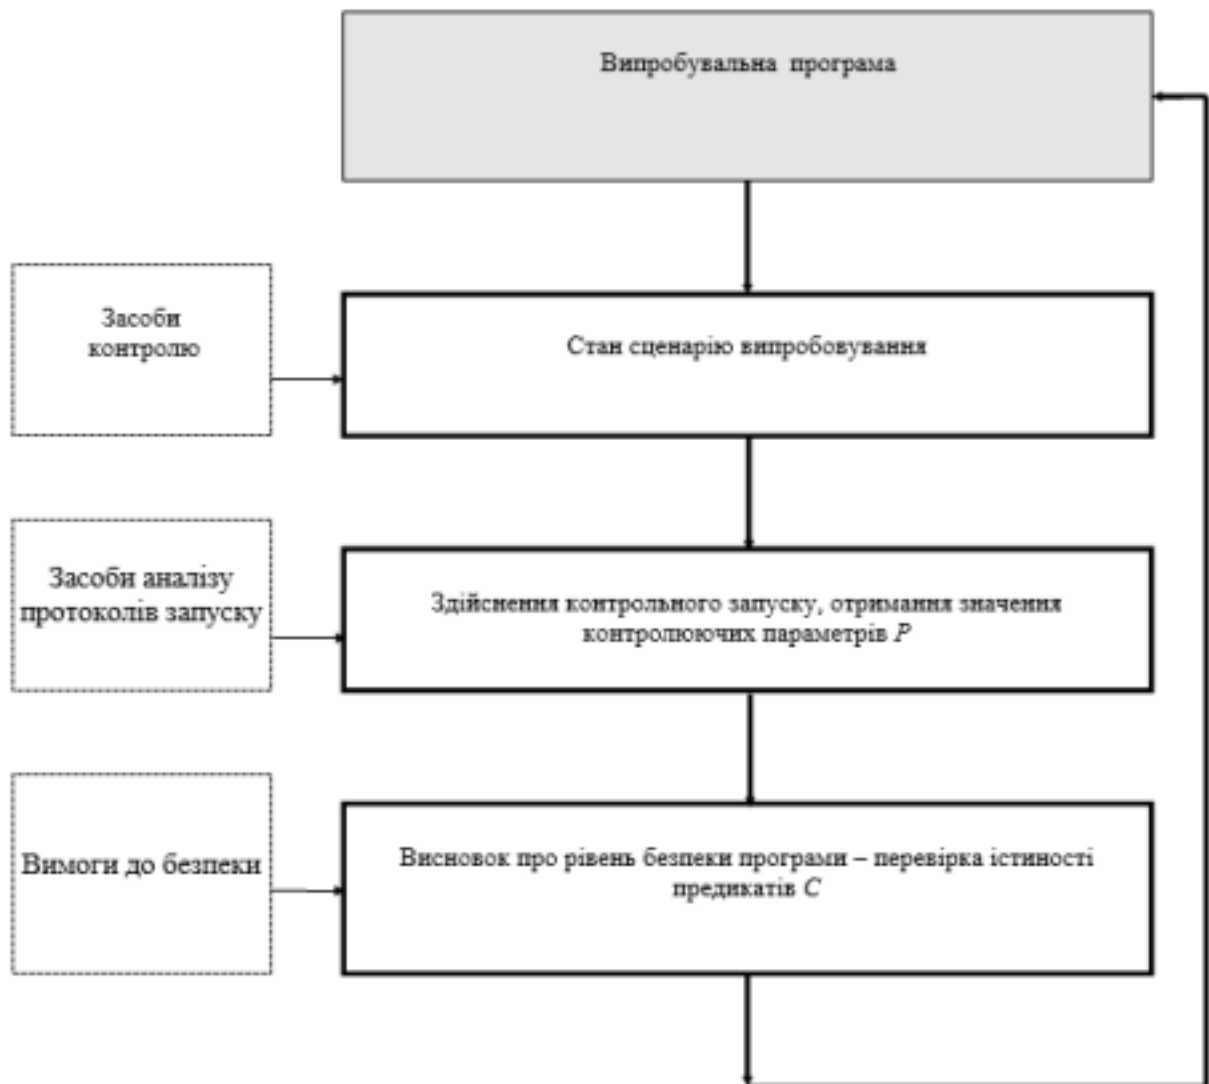 Випробувальна програма
Засоби
контролю
Стан сценарію випробовування
Засоби аналізу
протоколів запуску
Здійснення контрольного запуску, отримання значення
контролюючих параметрів P
Вимоги до безпеки
Висновок про рівень безпеки програми – перевірка істиності
предикатів C